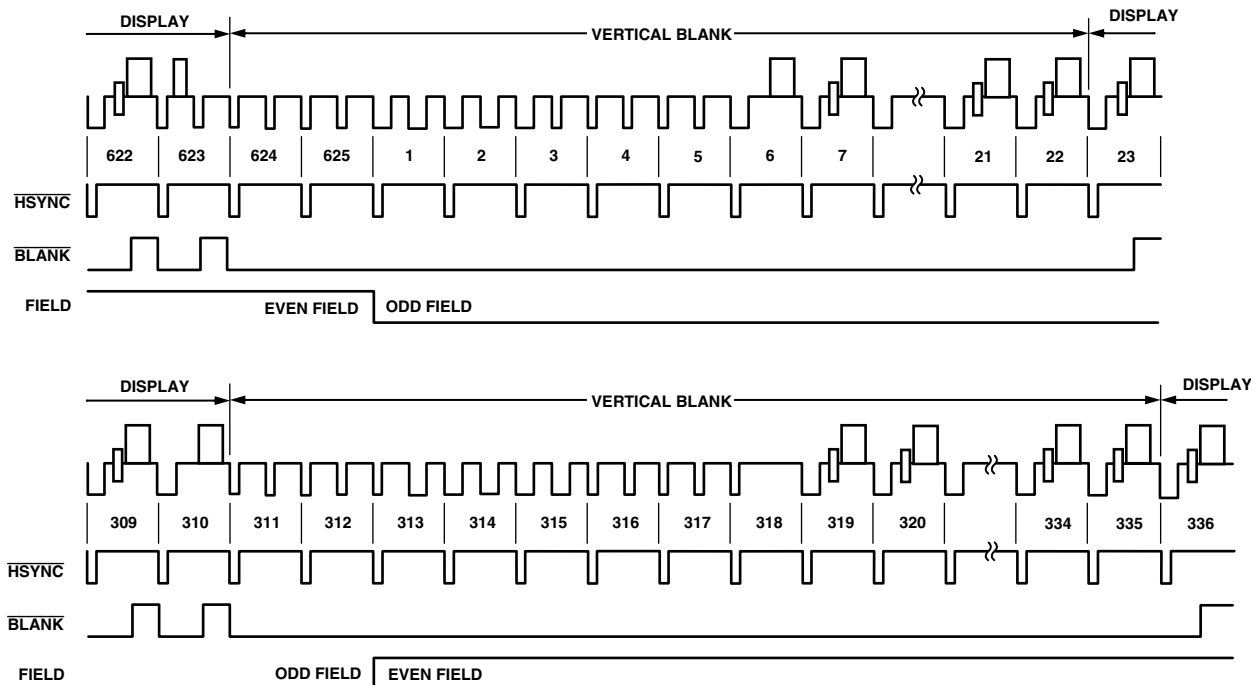 DISPLAY VERTICAL BLANK DISPLAY
622 623 624 625 1 2 3 4 5 6 7 21 22 23
HSYNC
BLANK
FIELD EVEN FIELD ODD FIELD
DISPLAY VERTICAL BLANK DISPLAY
309 310 311 312 313 314 315 316 317 318 319 320 334 335 336
HSYNC
BLANK
FIELD ODD FIELD EVEN FIELD